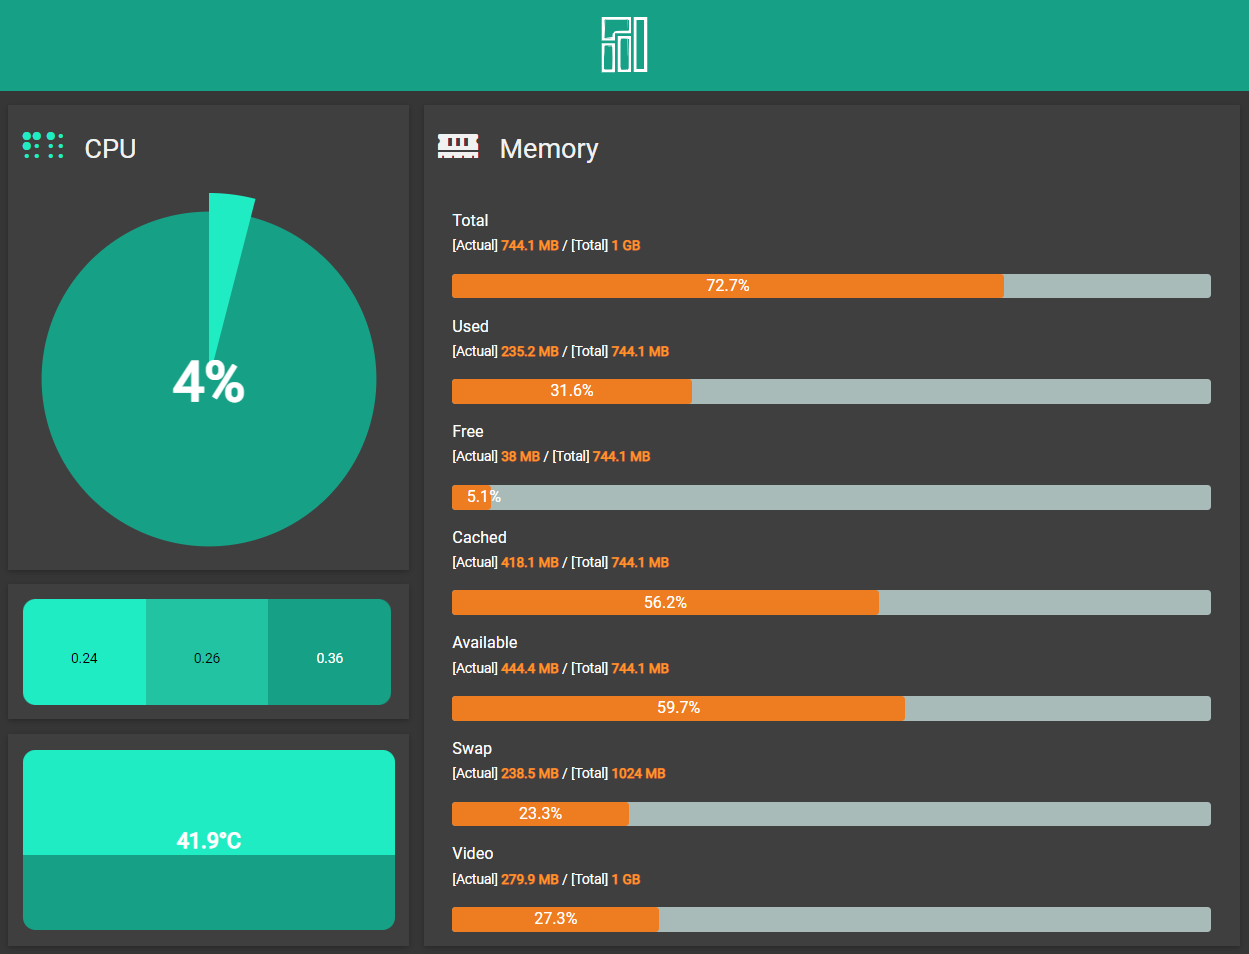 CPU
4%
0.24
0.26
0.36
41.9°C
Memory
Total
[Actual] 744.1 MB / [Total] 1 GB
72.7%
Used
[Actual] 235.2 MB / [Total] 744.1 MB
31.6%
Free
[Actual] 38 MB / [Total] 744.1 MB
5.1%
Cached
[Actual] 418.1 MB / [Total] 744.1 MB
56.2%
Available
[Actual] 444.4 MB / [Total] 744.1 MB
59.7%
Swap
[Actual] 238.5 MB / [Total] 1024 MB
23.3%
Video
[Actual] 279.9 MB / [Total] 1 GB
27.3%